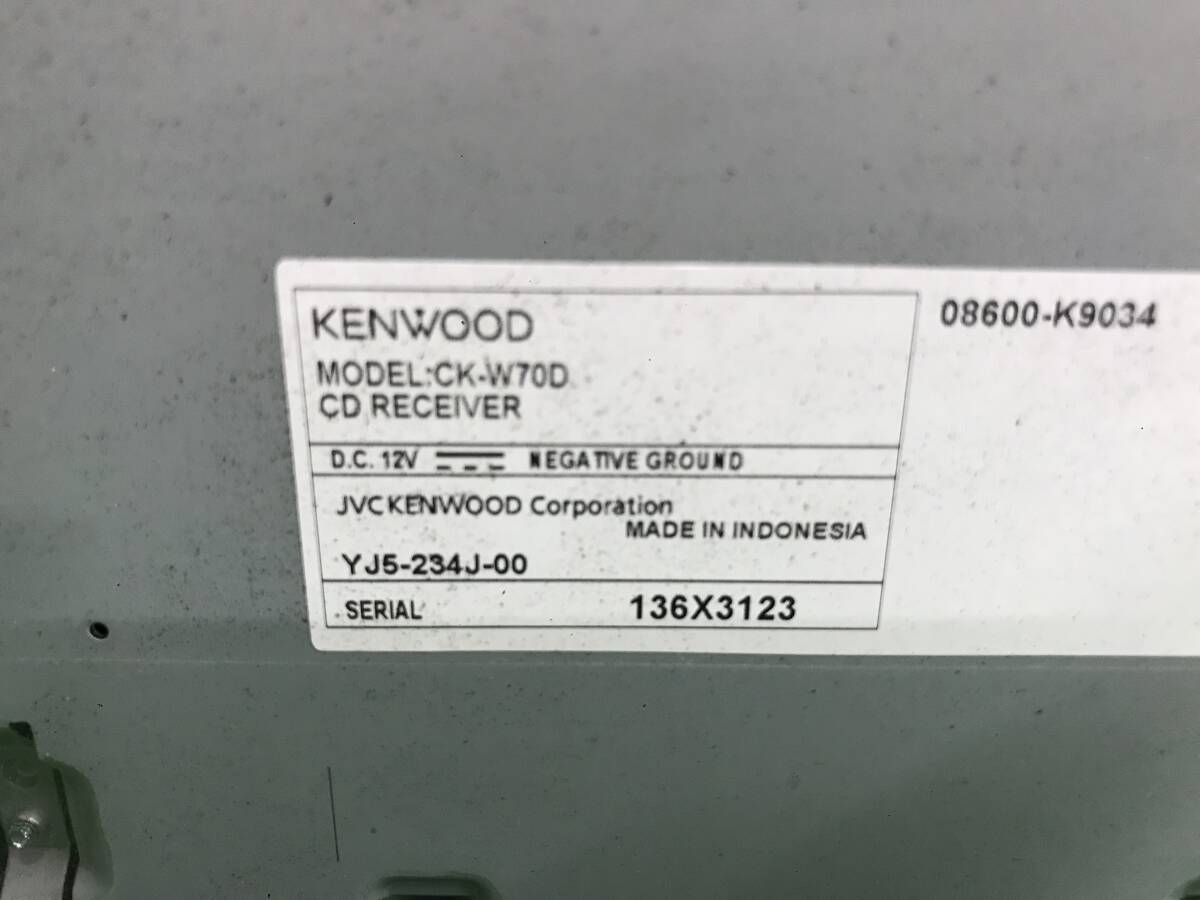 KENWOOD
MODEL:CK-W70D
CD RECEIVER
D.C. 12V NEGATIVE GROUND
JVCKENWOOD Corporation
MADE IN INDONESIA
YJ5-234J-00
SERIAL 136X3123
08600-K9034